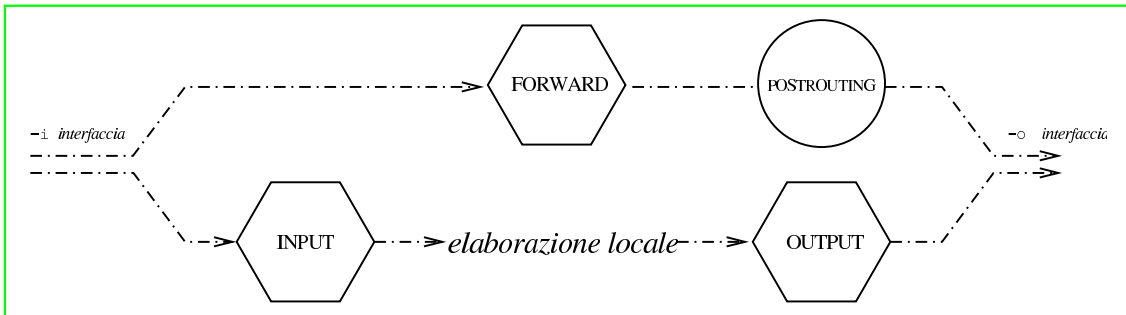 FORWARD
POSTROUTING
-i interfaccia
-o interfaccia
INPUT
elaborazione locale
OUTPUT